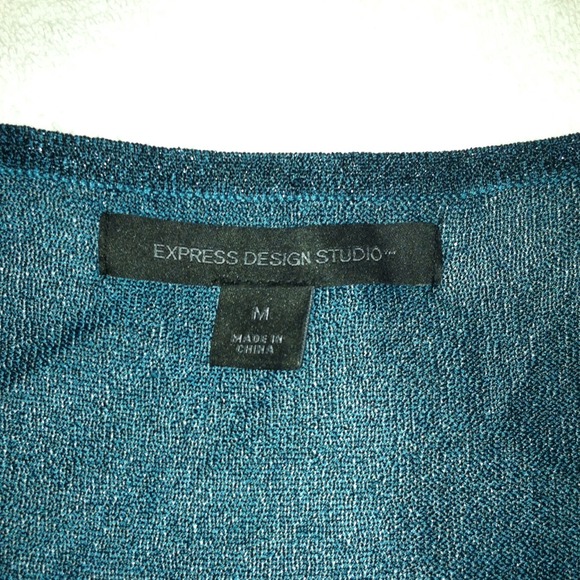 EXPRESS DESIGN STUDIO™
M
MADE IN
CHINA